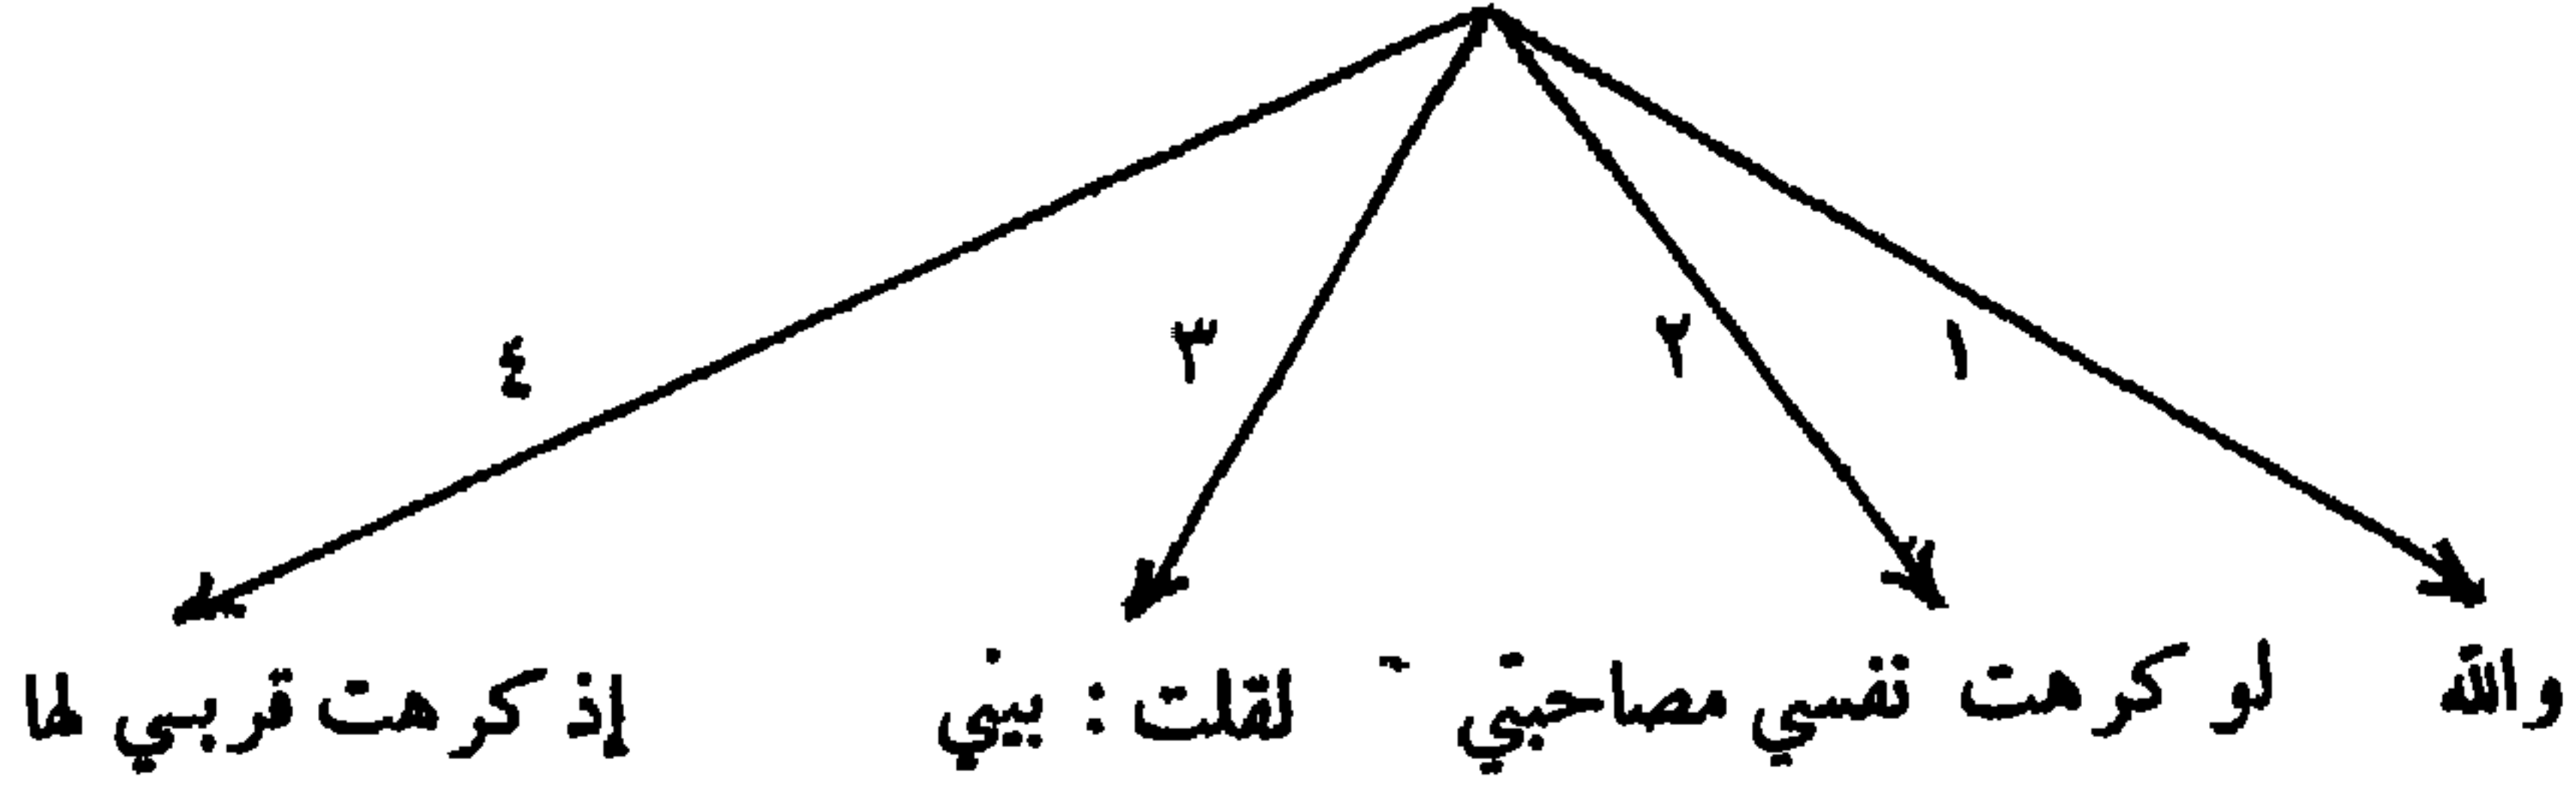 ١ ٢ ٣ ٤
والله لو كرهت نفسي مصاحبتي - لقلت : بيني إذ كرهت قربي لها